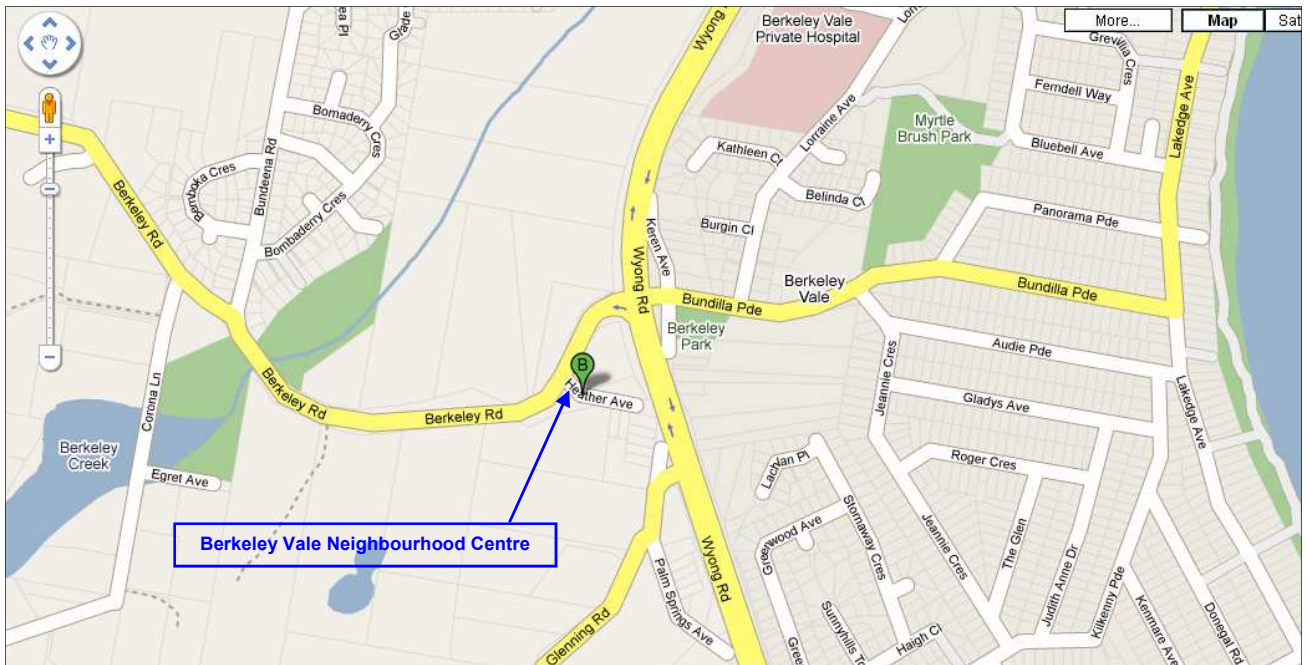 More...
Map
Sat
Berkeley Vale
Private Hospital
Wyong Rd
Grevillia Cres
Ferndell Way
Bluebell Ave
Lakedge Ave
Myrtle
Brush Park
Lorraine Ave
Kathleen Cl
Belinda Cl
Burgin Cl
Panorama Pde
Grade
Bomaderry Cres
Bemboka Cres
Bundeena Rd
Bombaderry Cres
Berkeley Rd
Keren Ave
Wyong Rd
Bundilla Pde
Berkeley
Vale
Bundilla Pde
Berkeley
Park
Audie Pde
Jeannie Cres
Gladys Ave
Lakedge Ave
B
Heather Ave
Berkeley Rd
Berkeley Rd
Corona Ln
Berkeley
Creek
Egret Ave
Roger Cres
Lachlan Pl
Stornaway Cres
Greenwood Ave
Berkeley Vale Neighbourhood Centre
Wyong Rd
Palm Springs Ave
Glenning Rd
Jeannie Cres
The Glen
Judith Anne Dr
Kilkenny Pde
Kenmare Ave
Donegal Rd
Haigh Cl
Sunnyhills
Gree